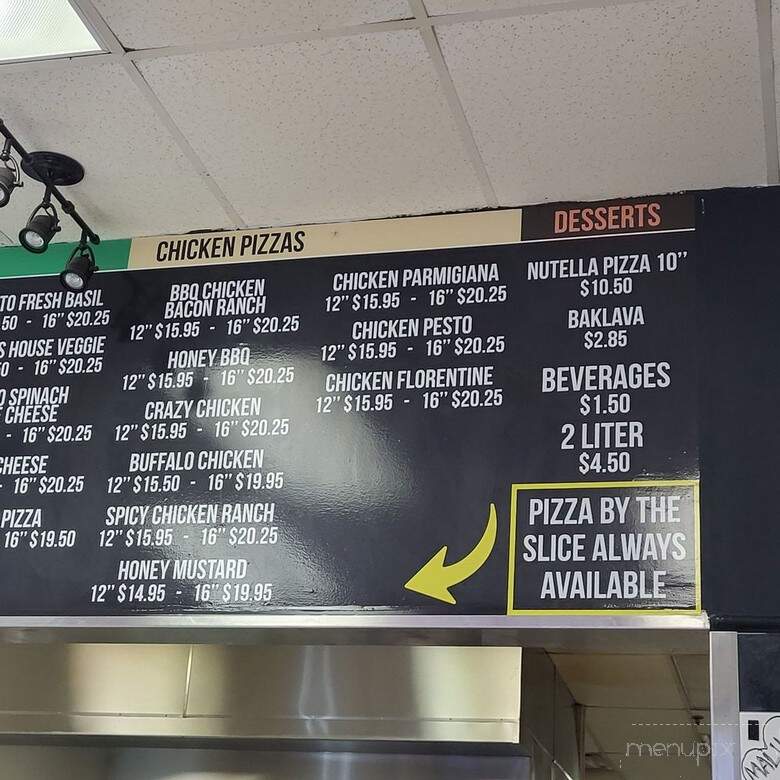 CHICKEN PIZZAS
DESSERTS
TO FRESH BASIL
50 - 16" $20.25
S HOUSE VEGGIE
- 16" $20.25
SPINACH
CHEESE
- 16" $20.25
CHEESE
- 16" $20.25
PIZZA
16" $19.50
BBQ CHICKEN
BACON RANCH
12" $15.95 - 16" $20.25
HONEY BBQ
12" $15.95 - 16" $20.25
CRAZY CHICKEN
12" $15.95 - 16" $20.25
BUFFALO CHICKEN
12" $15.50 - 16" $19.95
SPICY CHICKEN RANCH
12" $15.95 - 16" $20.25
HONEY MUSTARD
12" $14.95 - 16" $19.95
CHICKEN PARMIGIANA
12" $15.95 - 16" $20.25
CHICKEN PESTO
12" $15.95 - 16" $20.25
CHICKEN FLORENTINE
12" $15.95 - 16" $20.25
NUTELLA PIZZA 10"
$10.50
BAKLAVA
$2.85
BEVERAGES
$1.50
2 LITER
$4.50
PIZZA BY THE
SLICE ALWAYS
AVAILABLE
menupix